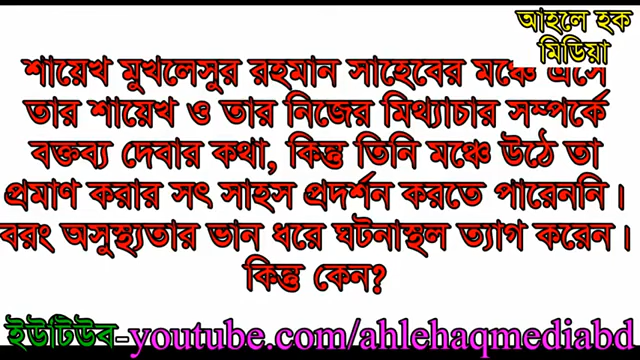 আহলে হক
মিডিয়া
শায়েখ মুখলেসুর রহমান সাহেবের মঞ্চে এসে
তার শায়েখ ও তার নিজের মিথ্যাচার সম্পর্কে
বক্তব্য দেবার কথা, কিন্তু তিনি মঞ্চে উঠে তা
প্রমাণ করার সৎ সাহস প্রদর্শন করতে পারেননি।
বরং অসুস্থ্যতার ভান ধরে ঘটনাস্থল ত্যাগ করেন।
কিন্তু কেন?
ইউটিউব-youtube.com/ahlehaqmediabd